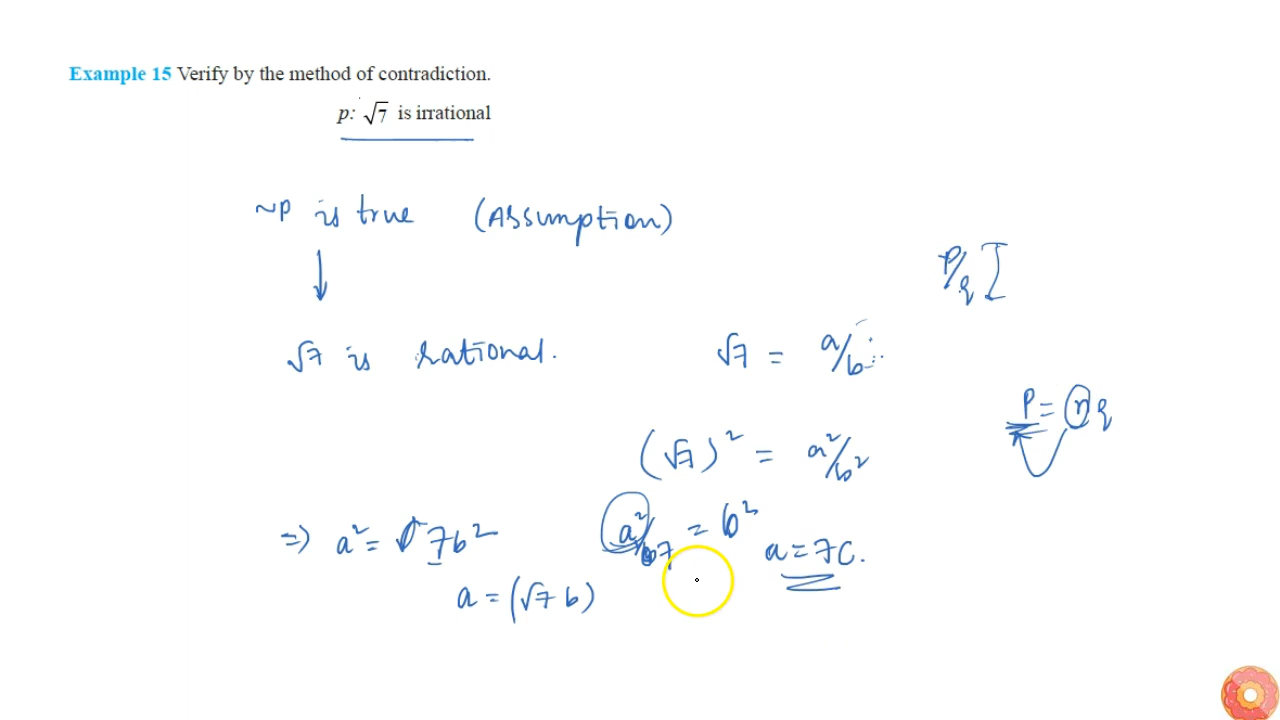 Example 15 Verify by the method of contradiction.
p: √7 is irrational
~p is true (Assumption)
p/q
√7 is rational. √7 = a/b
p = n q
(√7)² = a²/b²
=> a² = 7b² a²/7 = b² a = 7c.
a = (√7 b)